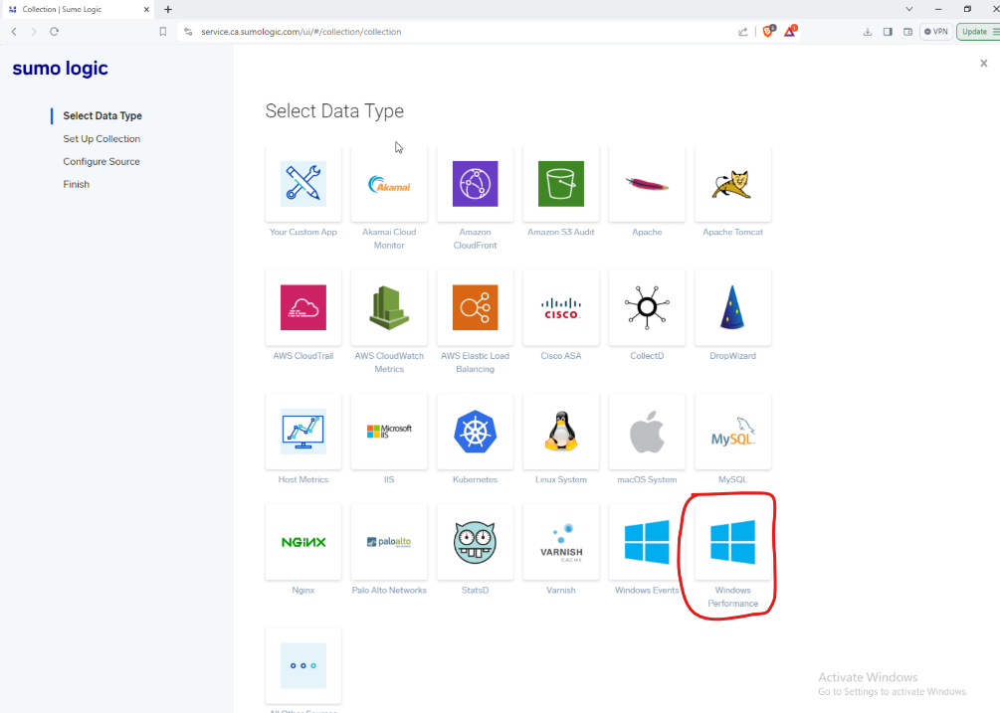 Collection | Sumo Logic
service.ca.sumologic.com/ui/#/collection/collection
VPN
Update
sumo logic
Select Data Type
Set Up Collection
Configure Source
Finish
Select Data Type
Akamai
Your Custom App
Akamai Cloud
Monitor
Amazon
CloudFront
Amazon S3 Audit
Apache
Apache Tomcat
CISCO
AWS CloudTrail
AWS CloudWatch
Metrics
AWS Elastic Load
Balancing
Cisco ASA
CollectD
DropWizard
Microsoft
IIS
MySQL
Host Metrics
IIS
Kubernetes
Linux System
macOS System
MySQL
NGINX
paloalto
VARNISH
CACHE
Nginx
Palo Alto Networks
StatsD
Varnish
Windows Events
Windows
Performance
All Other Sources
Activate Windows
Go to Settings to activate Windows.